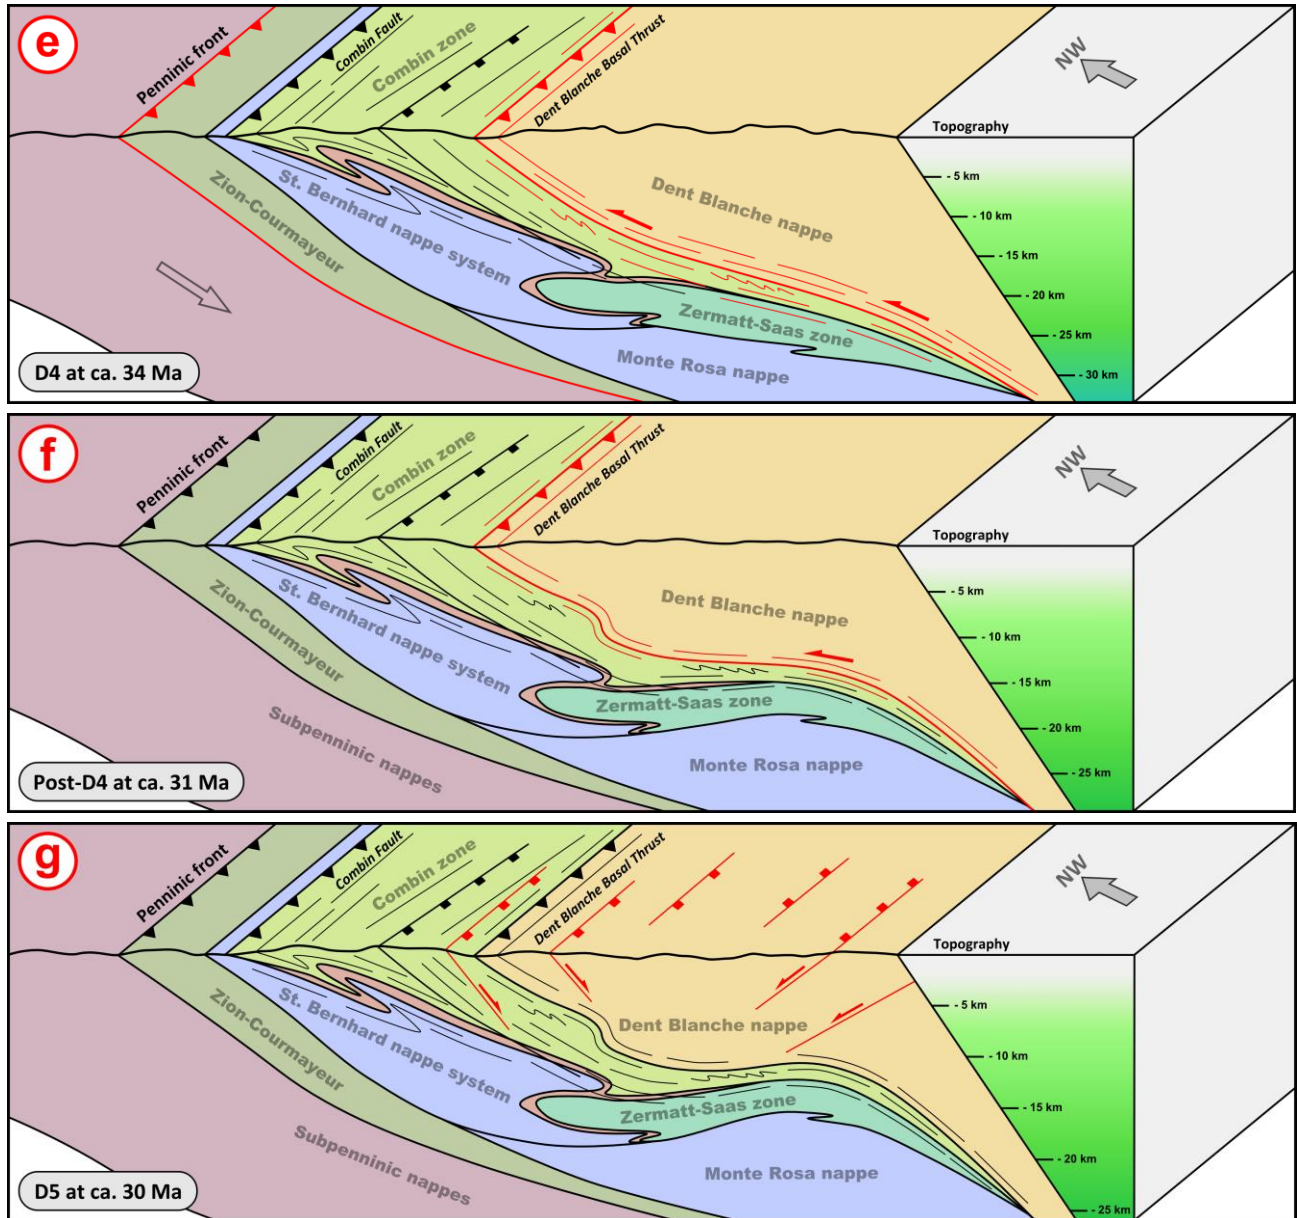 e
Penninic front
Combin Fault
Combin zone
Dent Blanche Basal Thrust
NW
Topography
Zion-Courmayeur
St. Bernhard nappe system
Dent Blanche nappe
Zermatt-Saas zone
Monte Rosa nappe
- 5 km
- 10 km
- 15 km
- 20 km
- 25 km
- 30 km
D4 at ca. 34 Ma
f
Penninic front
Combin Fault
Combin zone
Dent Blanche Basal Thrust
NW
Topography
Zion-Courmayeur
St. Bernhard nappe system
Dent Blanche nappe
Zermatt-Saas zone
Subpenninic nappes
Monte Rosa nappe
- 5 km
- 10 km
- 15 km
- 20 km
- 25 km
Post-D4 at ca. 31 Ma
g
Penninic front
Combin Fault
Combin zone
Dent Blanche Basal Thrust
NW
Topography
Zion-Courmayeur
St. Bernhard nappe system
Dent Blanche nappe
Zermatt-Saas zone
Subpenninic nappes
Monte Rosa nappe
- 5 km
- 10 km
- 15 km
- 20 km
- 25 km
D5 at ca. 30 Ma